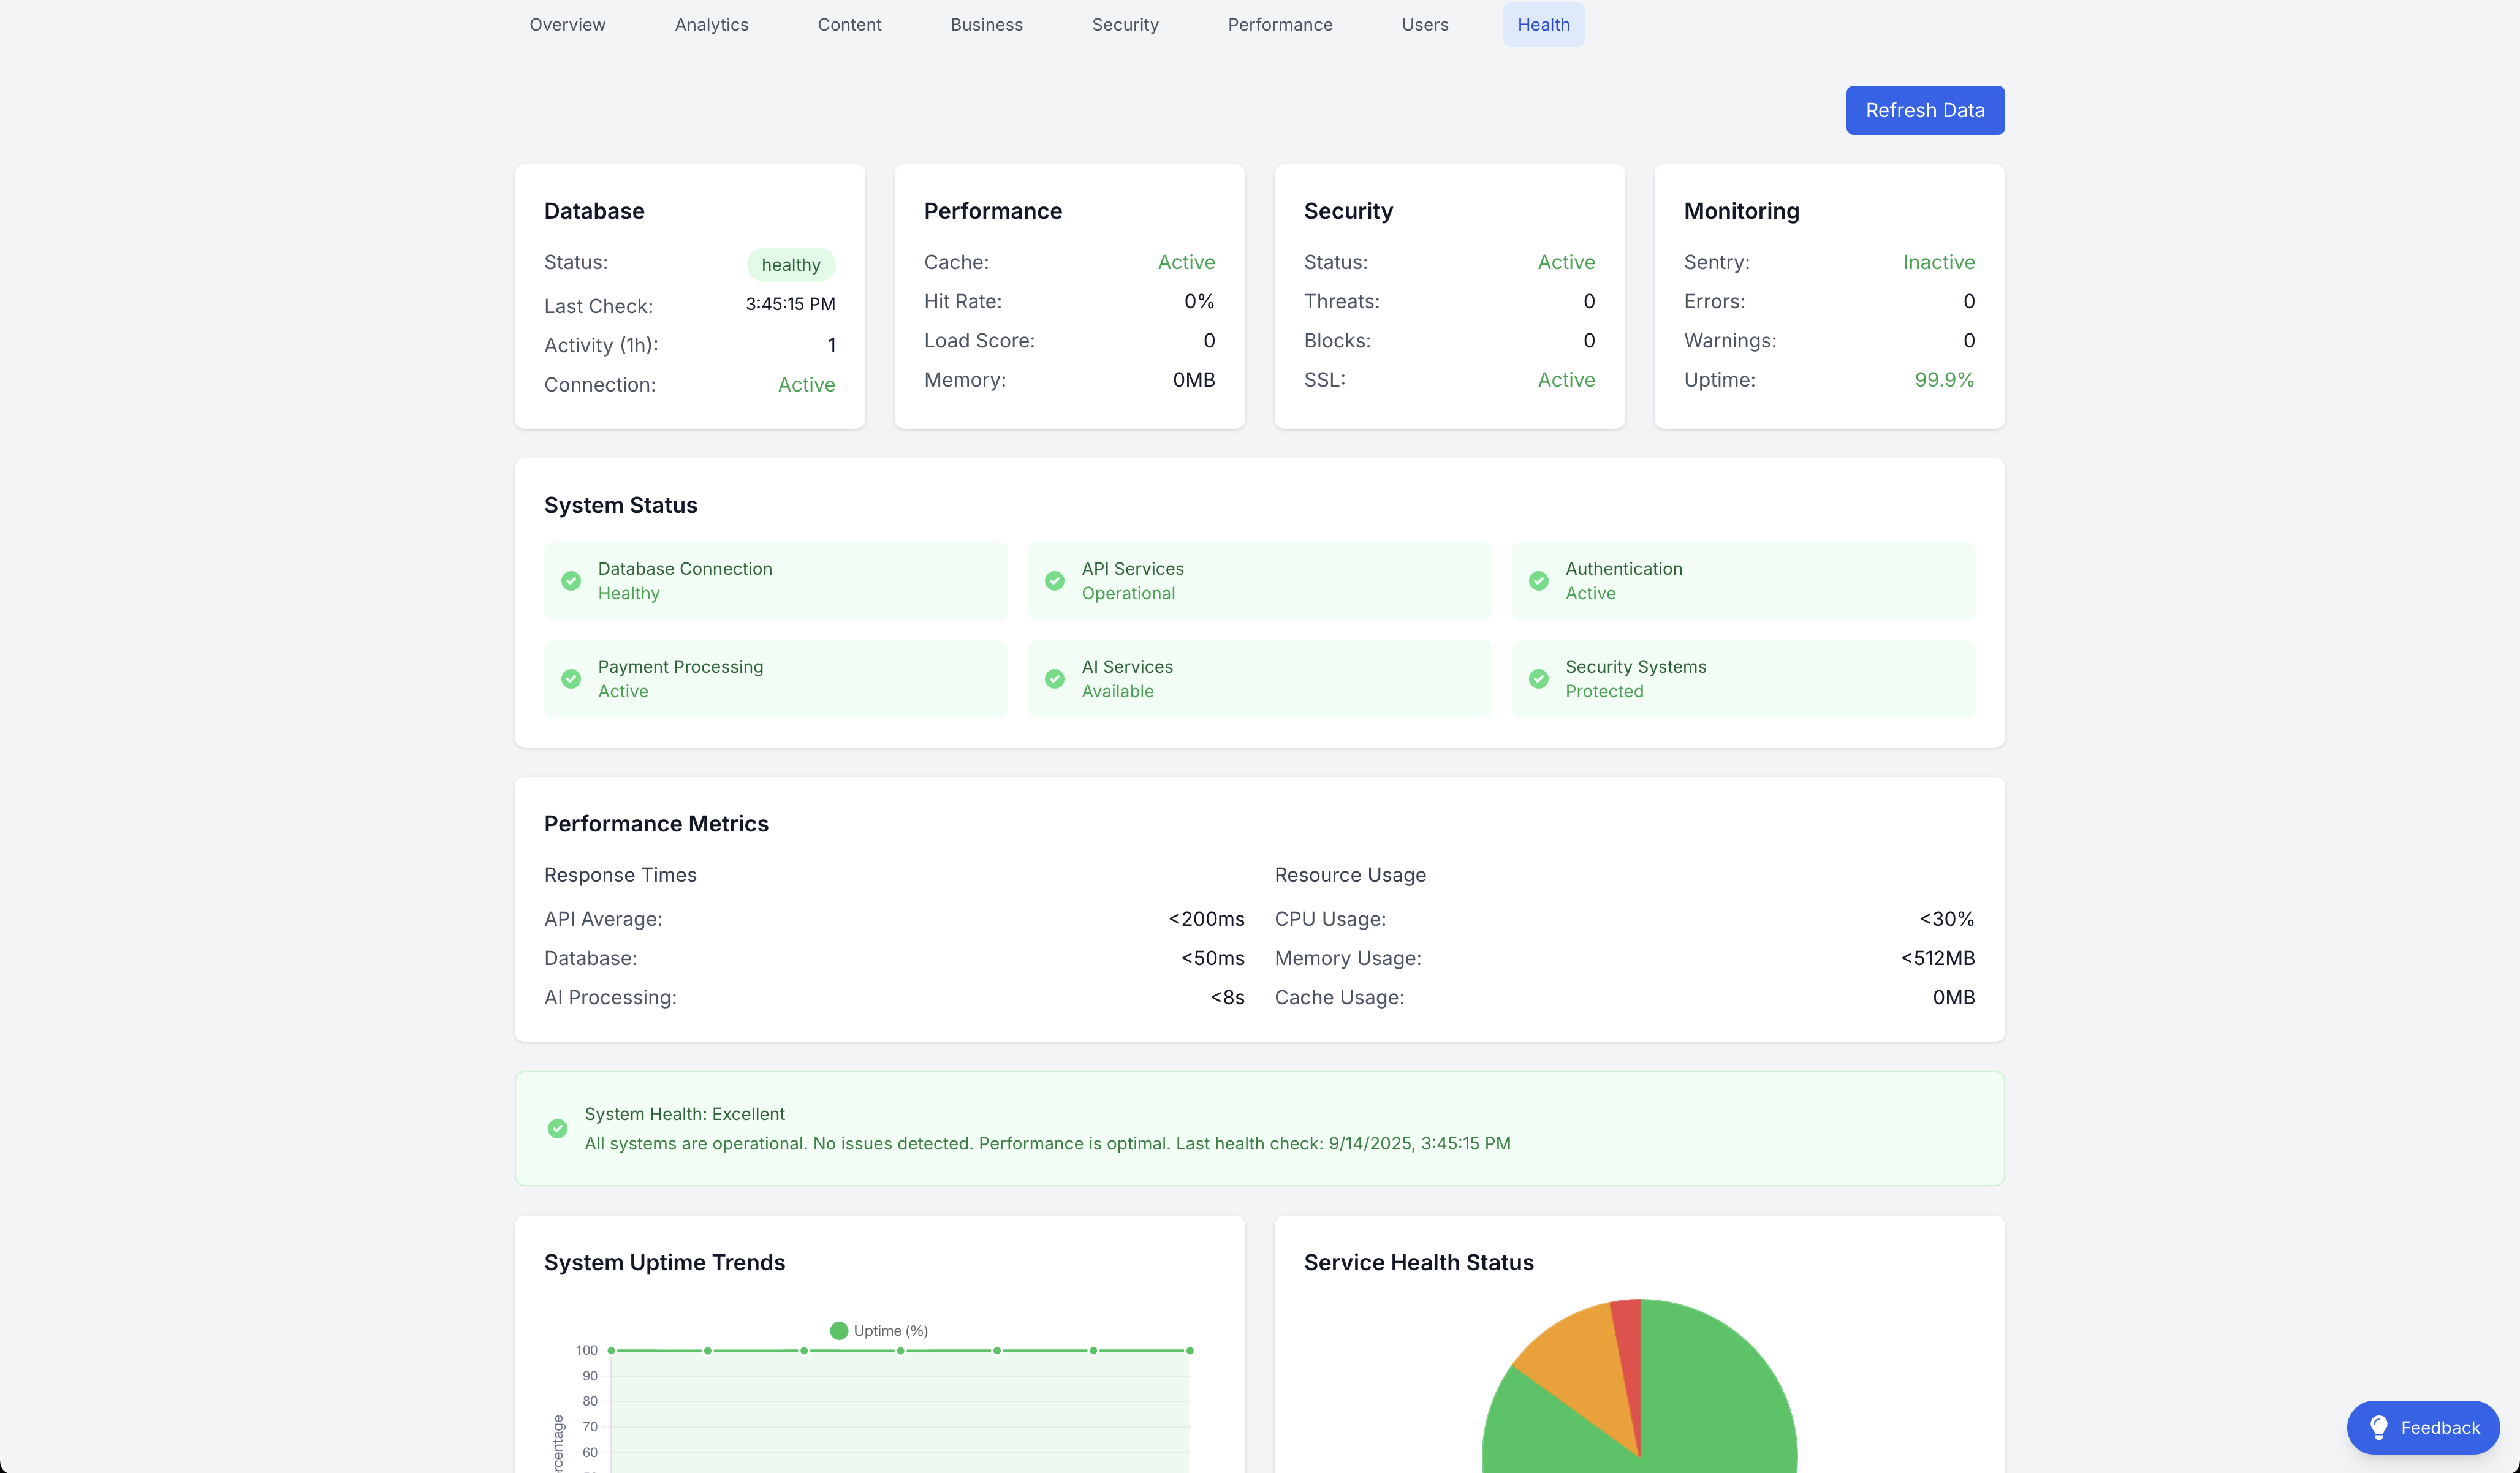 Overview Analytics Content Business Security Performance Users Health
Refresh Data
Database
Status: healthy
Last Check: 3:45:15 PM
Activity (1h): 1
Connection: Active
Performance
Cache: Active
Hit Rate: 0%
Load Score: 0
Memory: 0MB
Security
Status: Active
Threats: 0
Blocks: 0
SSL: Active
Monitoring
Sentry: Inactive
Errors: 0
Warnings: 0
Uptime: 99.9%
System Status
Database Connection
Healthy
API Services
Operational
Authentication
Active
Payment Processing
Active
AI Services
Available
Security Systems
Protected
Performance Metrics
Response Times
API Average: <200ms
Database: <50ms
AI Processing: <8s
Resource Usage
CPU Usage: <30%
Memory Usage: <512MB
Cache Usage: 0MB
System Health: Excellent
All systems are operational. No issues detected. Performance is optimal. Last health check: 9/14/2025, 3:45:15 PM
System Uptime Trends
Uptime (%)
100
90
80
70
60
Service Health Status
Feedback